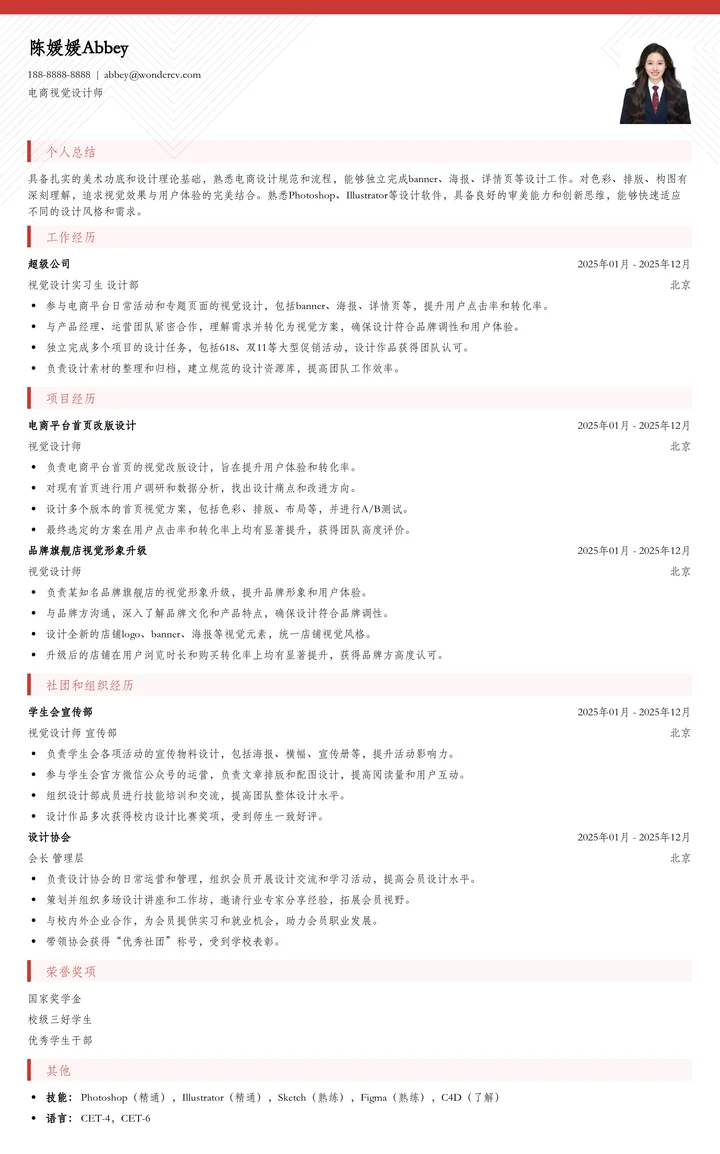 陈媛媛Abbey
188-8888-8888 | abbey@wondercv.com
电商视觉设计师
个人总结
具备扎实的美术功底和设计理论基础，熟悉电商设计规范和流程，能够独立完成banner、海报、详情页等设计工作。对色彩、排版、构图有
深刻理解，追求视觉效果与用户体验的完美结合。熟悉Photoshop、Illustrator等设计软件，具备良好的审美能力和创新思维，能够快速适应
不同的设计风格和需求。
工作经历
超级公司 2025年01月 - 2025年12月
视觉设计实习生 设计部 北京
• 参与电商平台日常活动和专题页面的视觉设计，包括banner、海报、详情页等，提升用户点击率和转化率。
• 与产品经理、运营团队紧密合作，理解需求并转化为视觉方案，确保设计符合品牌调性和用户体验。
• 独立完成多个项目的设计任务，包括618、双11等大型促销活动，设计作品获得团队认可。
• 负责设计素材的整理和归档，建立规范的设计资源库，提高团队工作效率。
项目经历
电商平台首页改版设计 2025年01月 - 2025年12月
视觉设计师 北京
• 负责电商平台首页的视觉改版设计，旨在提升用户体验和转化率。
• 对现有首页进行用户调研和数据分析，找出设计痛点和改进方向。
• 设计多个版本的首页视觉方案，包括色彩、排版、布局等，并进行A/B测试。
• 最终选定的方案在用户点击率和转化率上均有显著提升，获得团队高度评价。
品牌旗舰店视觉形象升级 2025年01月 - 2025年12月
视觉设计师 北京
• 负责某知名品牌旗舰店的视觉形象升级，提升品牌形象和用户体验。
• 与品牌方沟通，深入了解品牌文化和产品特点，确保设计符合品牌调性。
• 设计全新的店铺logo、banner、海报等视觉元素，统一店铺视觉风格。
• 升级后的店铺在用户浏览时长和购买转化率上均有显著提升，获得品牌方高度认可。
社团和组织经历
学生会宣传部 2025年01月 - 2025年12月
视觉设计师 宣传部 北京
• 负责学生会各项活动的宣传物料设计，包括海报、横幅、宣传册等，提升活动影响力。
• 参与学生会官方微信公众号的运营，负责文章排版和配图设计，提高阅读量和用户互动。
• 组织设计部成员进行技能培训和交流，提高团队整体设计水平。
• 设计作品多次获得校内设计比赛奖项，受到师生一致好评。
设计协会 2025年01月 - 2025年12月
会长 管理层 北京
• 负责设计协会的日常运营和管理，组织会员开展设计交流和学习活动，提高会员设计水平。
• 策划并组织多场设计讲座和工作坊，邀请行业专家分享经验，拓展会员视野。
• 与校内外企业合作，为会员提供实习和就业机会，助力会员职业发展。
• 带领协会获得“优秀社团”称号，受到学校表彰。
荣誉奖项
国家奖学金
校级三好学生
优秀学生干部
其他
• 技能： Photoshop（精通），Illustrator（精通），Sketch（熟练），Figma（熟练），C4D（了解）
• 语言： CET-4，CET-6